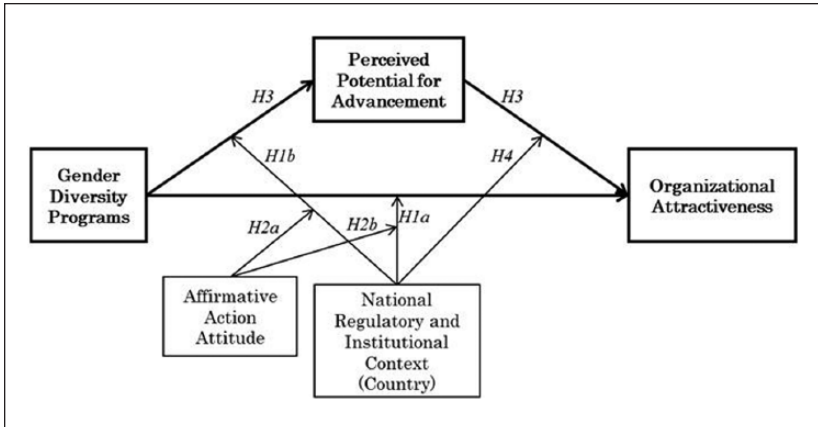 Perceived
Potential for
Advancement
H3
H3
H1b
H4
Gender
Diversity
Programs
Organizational
Attractiveness
H2a
H2b
H1a
Affirmative
Action
Attitude
National
Regulatory and
Institutional
Context
(Country)